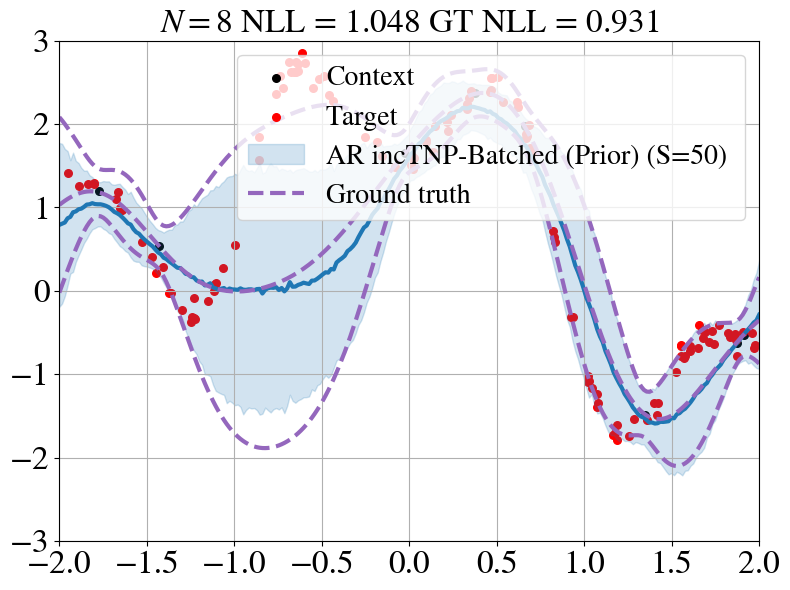 N = 8 NLL = 1.048 GT NLL = 0.931
3
2
1
0
−1
−2
−3
Context
Target
AR incTNP-Batched (Prior) (S=50)
Ground truth
−2.0 −1.5 −1.0 −0.5 0.0 0.5 1.0 1.5 2.0